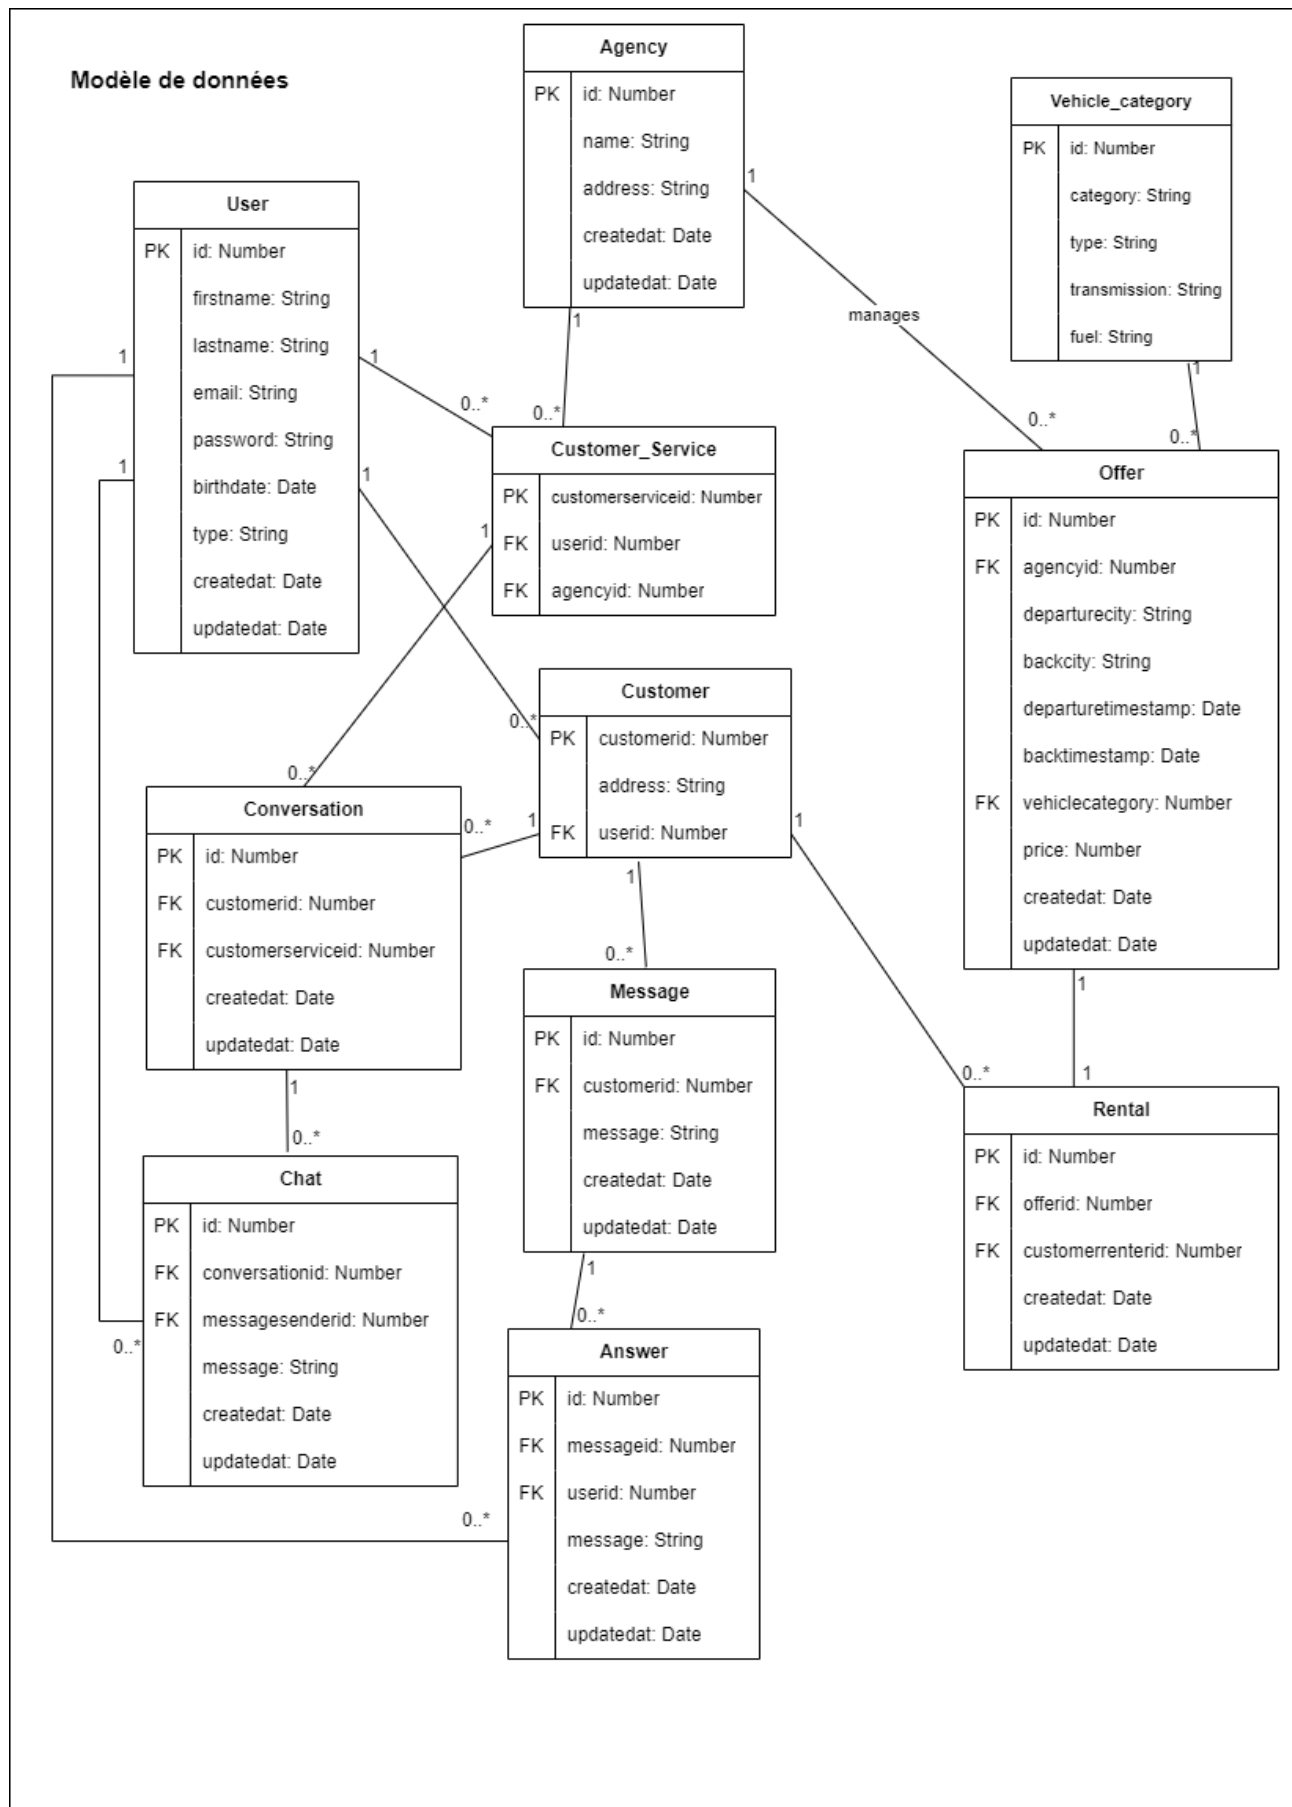 Modèle de données
Agency
PK id: Number
name: String
address: String
createdat: Date
updatedat: Date
1
1
manages
0..*
0..*
Vehicle_category
PK id: Number
category: String
type: String
transmission: String
fuel: String
1
0..*
User
PK id: Number
firstname: String
lastname: String
email: String
password: String
birthdate: Date
type: String
createdat: Date
updatedat: Date
1
1
1
1
0..*
0..*
Customer_Service
PK customerserviceid: Number
FK userid: Number
FK agencyid: Number
1
0..*
Offer
PK id: Number
FK agencyid: Number
departurecity: String
backcity: String
departuretimestamp: Date
backtimestamp: Date
FK vehiclecategory: Number
price: Number
createdat: Date
updatedat: Date
1
1
Customer
PK customerid: Number
address: String
FK userid: Number
1
1
1
0..*
0..*
0..*
Conversation
PK id: Number
FK customerid: Number
FK customerserviceid: Number
createdat: Date
updatedat: Date
1
0..*
Message
PK id: Number
FK customerid: Number
message: String
createdat: Date
updatedat: Date
1
0..*
Rental
PK id: Number
FK offerid: Number
FK customerrenterid: Number
createdat: Date
updatedat: Date
Chat
PK id: Number
FK conversationid: Number
FK messagesenderid: Number
message: String
createdat: Date
updatedat: Date
0..*
Answer
PK id: Number
FK messageid: Number
FK userid: Number
message: String
createdat: Date
updatedat: Date